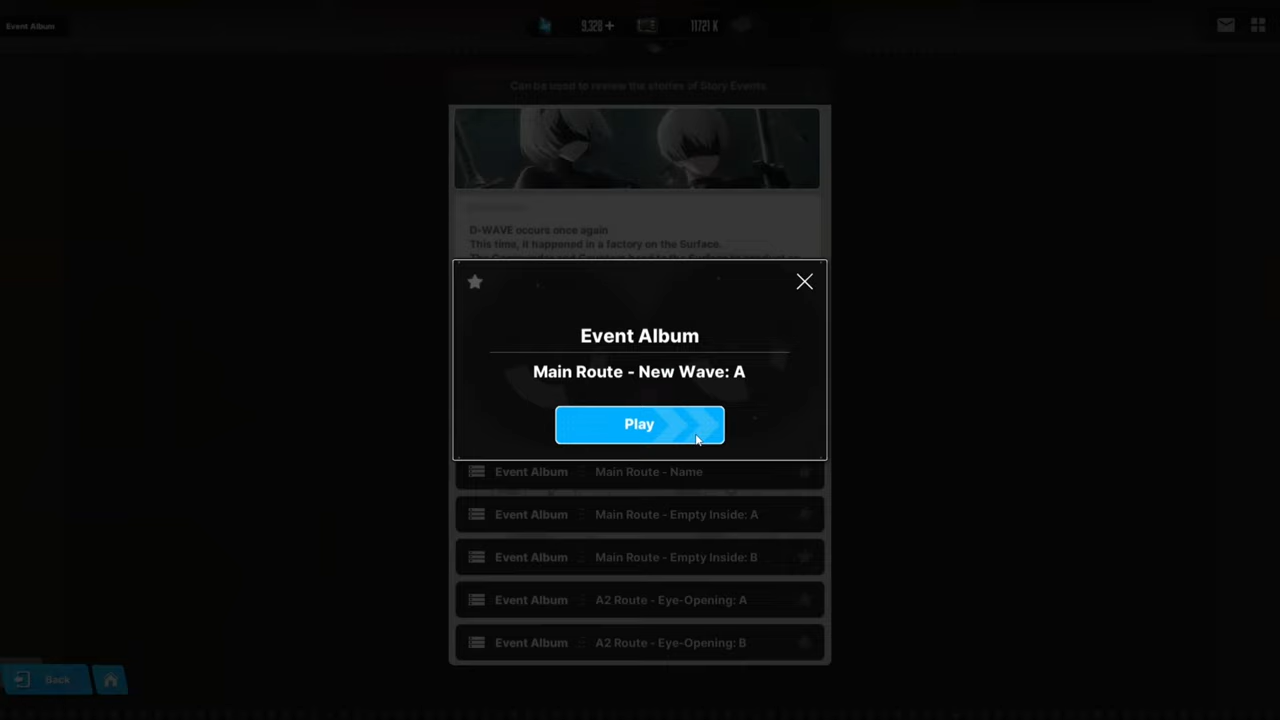 Event Album
9,328 +
11721 K
Can be used to review the stories of Story Events
D-WAVE occurs once again
This time, it happened in a factory on the Surface.
Event Album
Main Route - New Wave: A
Play
Event Album : Main Route - Name
Event Album : Main Route - Empty Inside: A
Event Album : Main Route - Empty Inside: B
Event Album : A2 Route - Eye-Opening: A
Event Album : A2 Route - Eye-Opening: B
Back